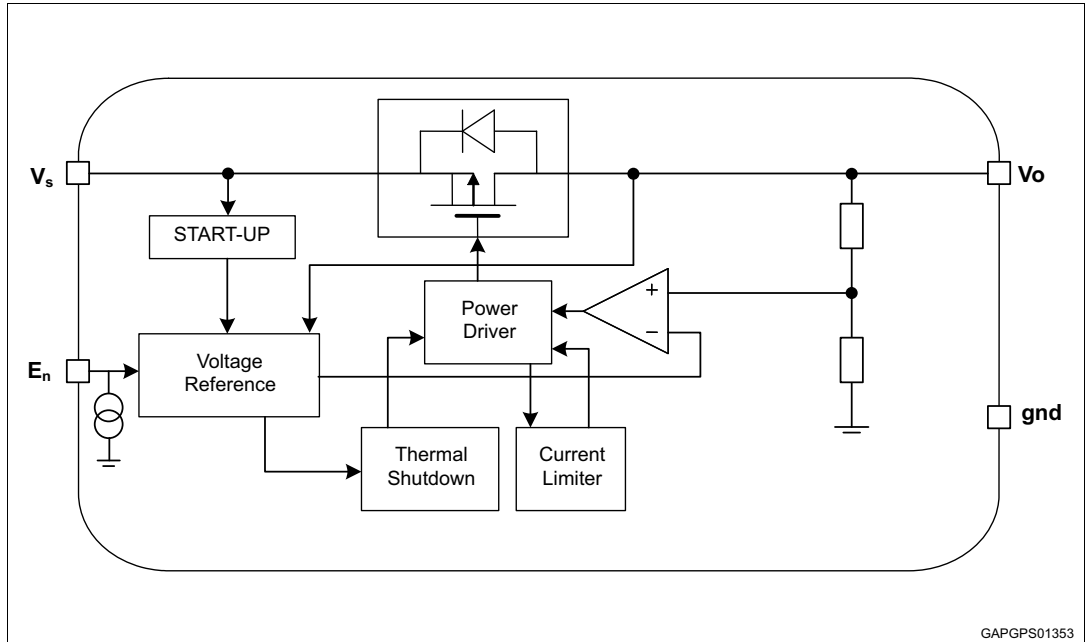 Vs
Vo
START-UP
Power
Driver
+
−
En
Voltage
Reference
gnd
Thermal
Shutdown
Current
Limiter
GAPGPS01353